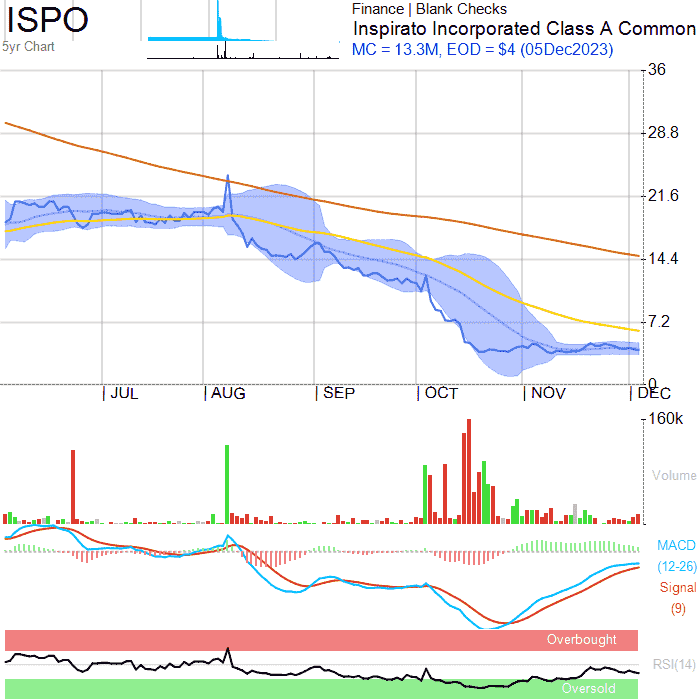 ISPO
5yr Chart
Finance | Blank Checks
Inspirato Incorporated Class A Common
MC = 13.3M, EOD = $4 (05Dec2023)
36
28.8
21.6
14.4
7.2
0
JUL AUG SEP OCT NOV DEC
160k
Volume
MACD
(12-26)
Signal
(9)
Overbought
RSI(14)
Oversold